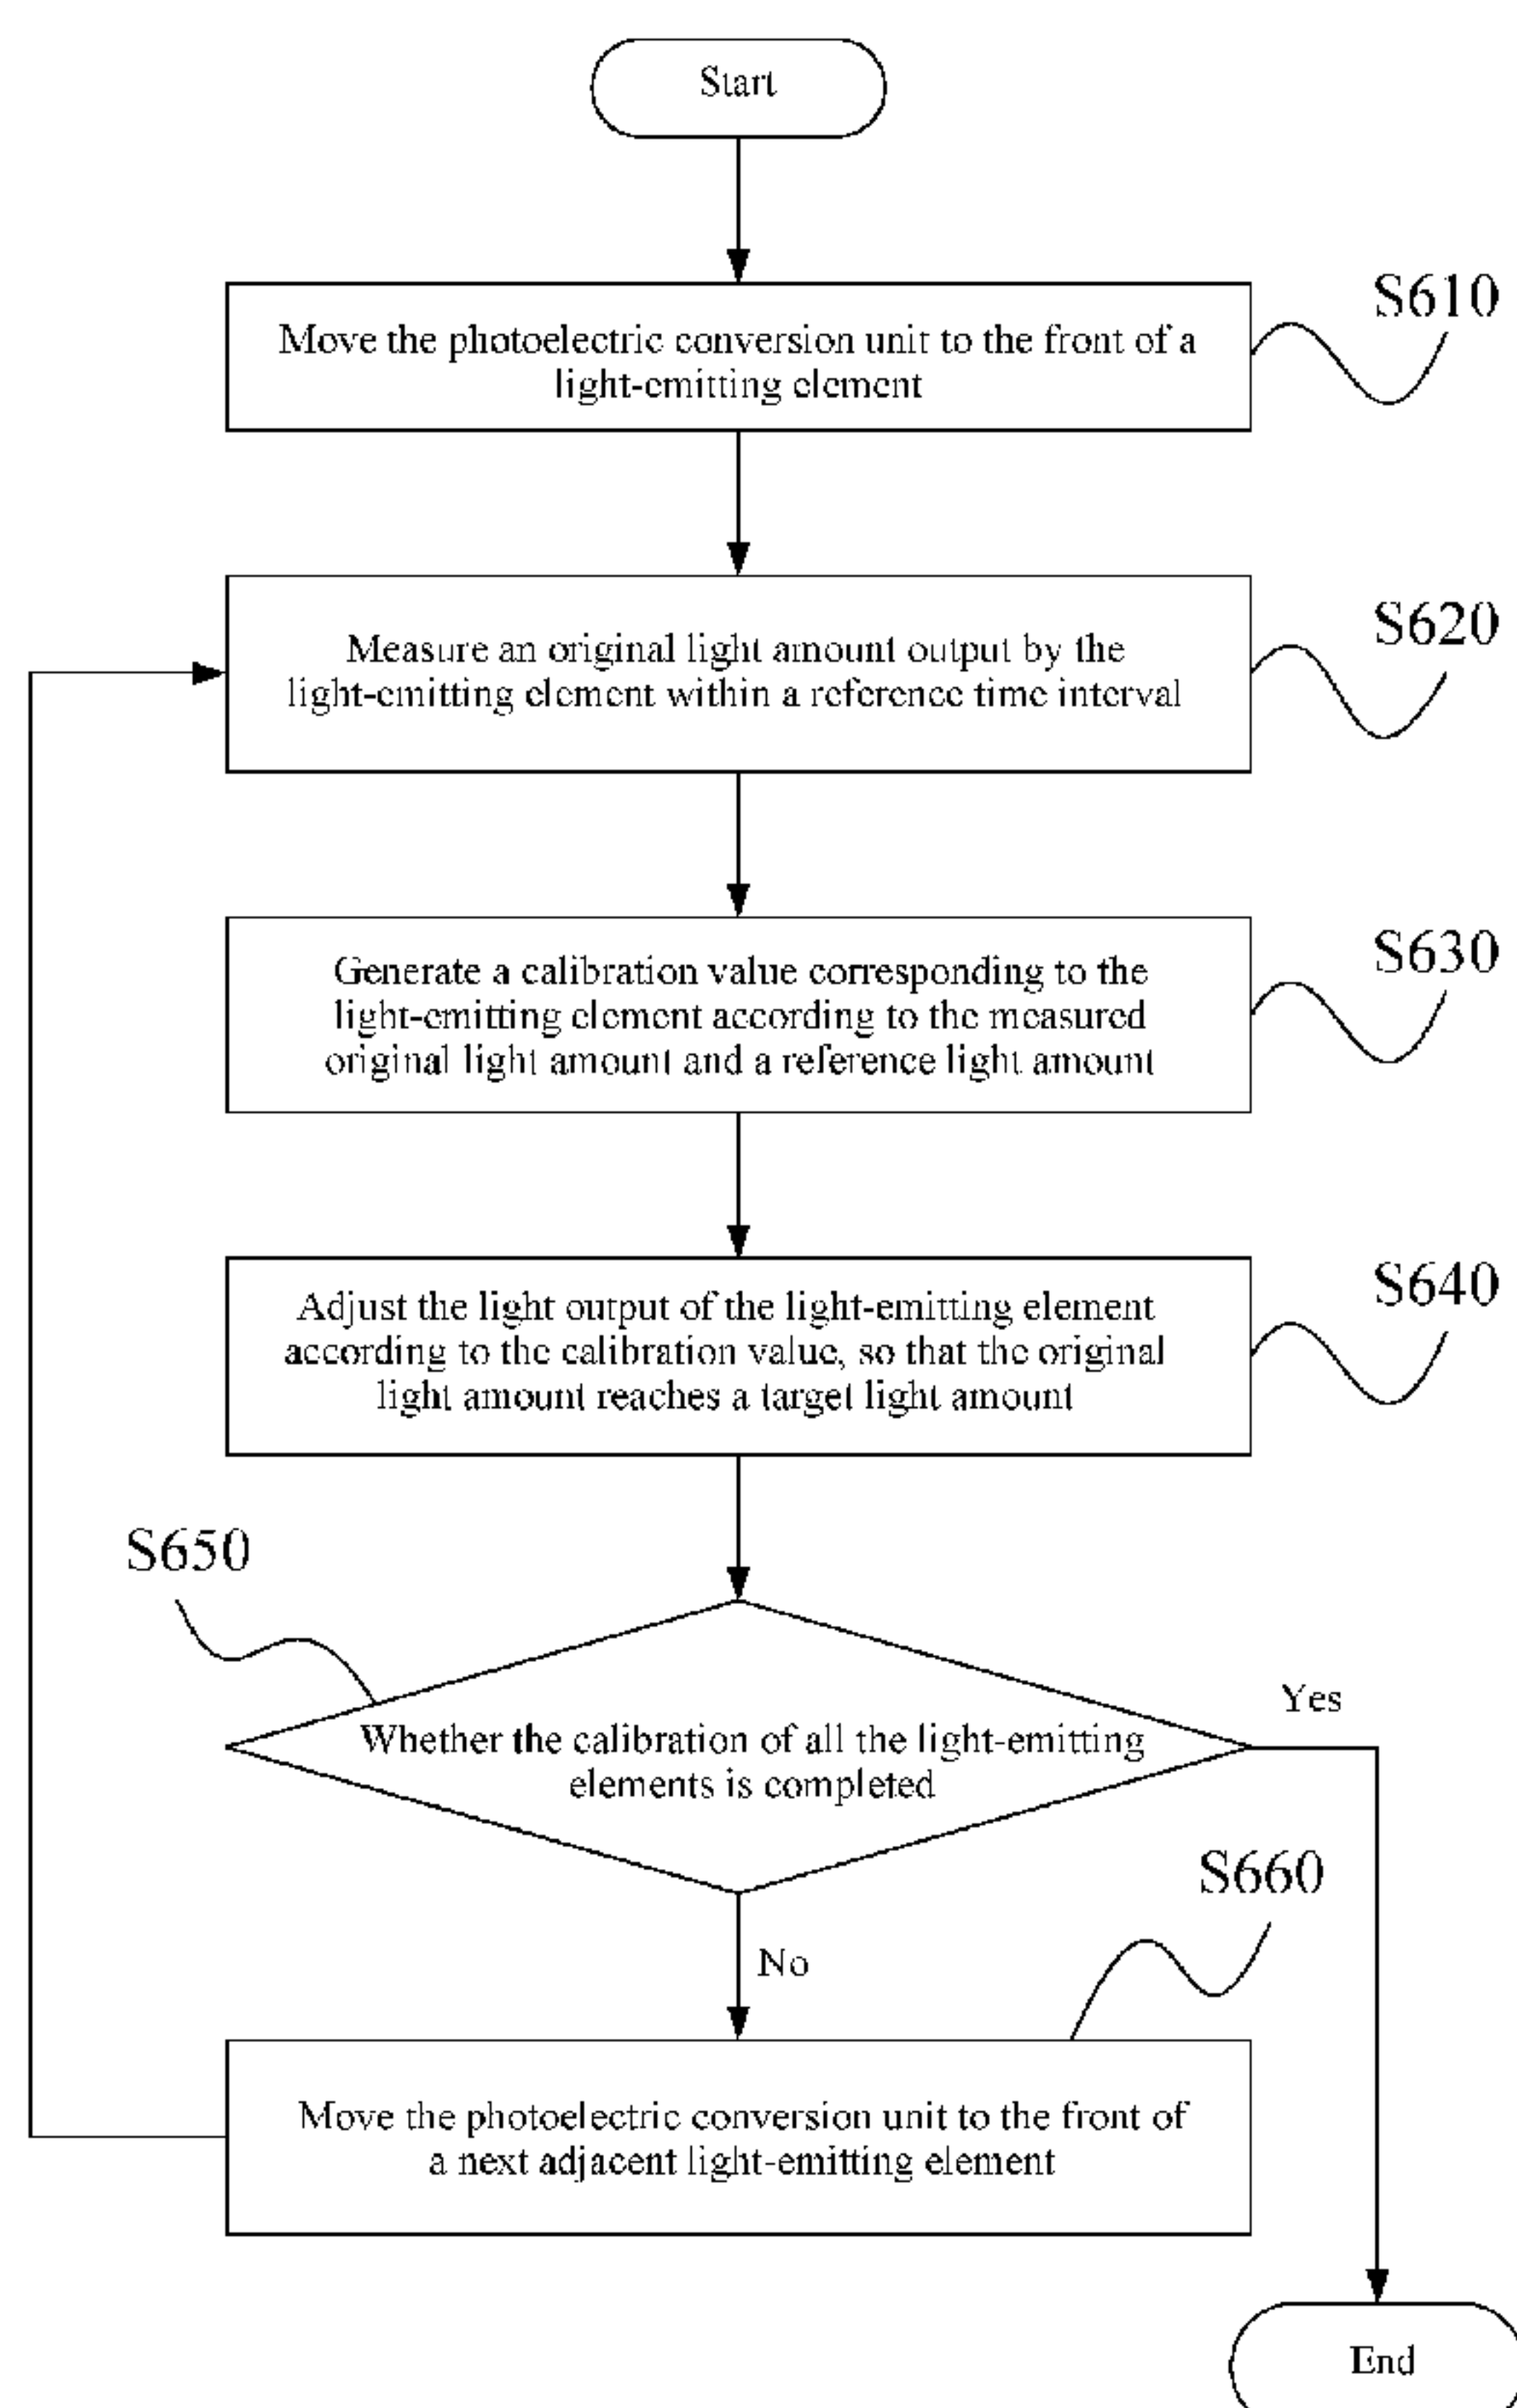 Start
S610
Move the photoelectric conversion unit to the front of a
light-emitting element
S620
Measure an original light amount output by the
light-emitting element within a reference time interval
S630
Generate a calibration value corresponding to the
light-emitting element according to the measured
original light amount and a reference light amount
S640
Adjust the light output of the light-emitting element
according to the calibration value, so that the original
light amount reaches a target light amount
S650
Yes
Whether the calibration of all the light-emitting
elements is completed
S660
No
Move the photoelectric conversion unit to the front of
a next adjacent light-emitting element
End